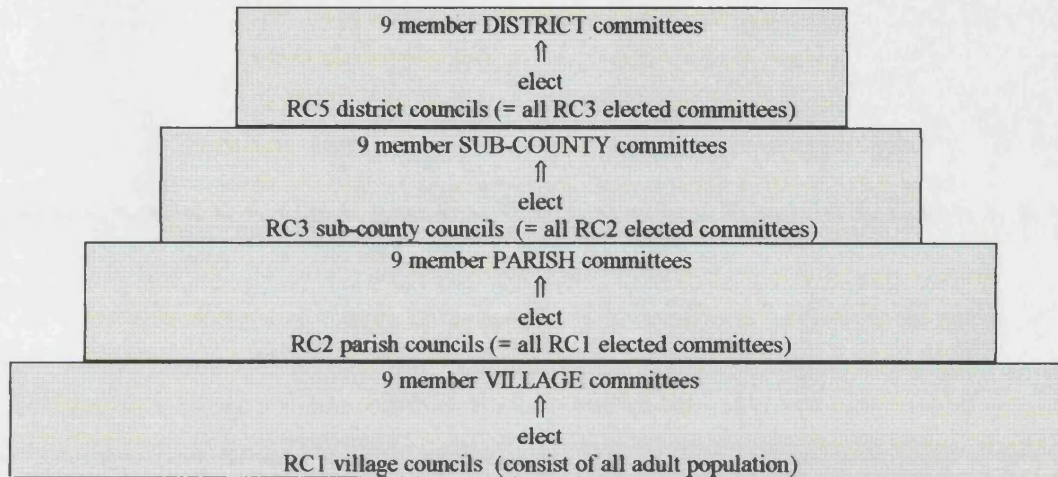 9 member DISTRICT committees
⇑
elect
RC5 district councils (= all RC3 elected committees)
9 member SUB-COUNTY committees
⇑
elect
RC3 sub-county councils (= all RC2 elected committees)
9 member PARISH committees
⇑
elect
RC2 parish councils (= all RC1 elected committees)
9 member VILLAGE committees
⇑
elect
RC1 village councils (consist of all adult population)